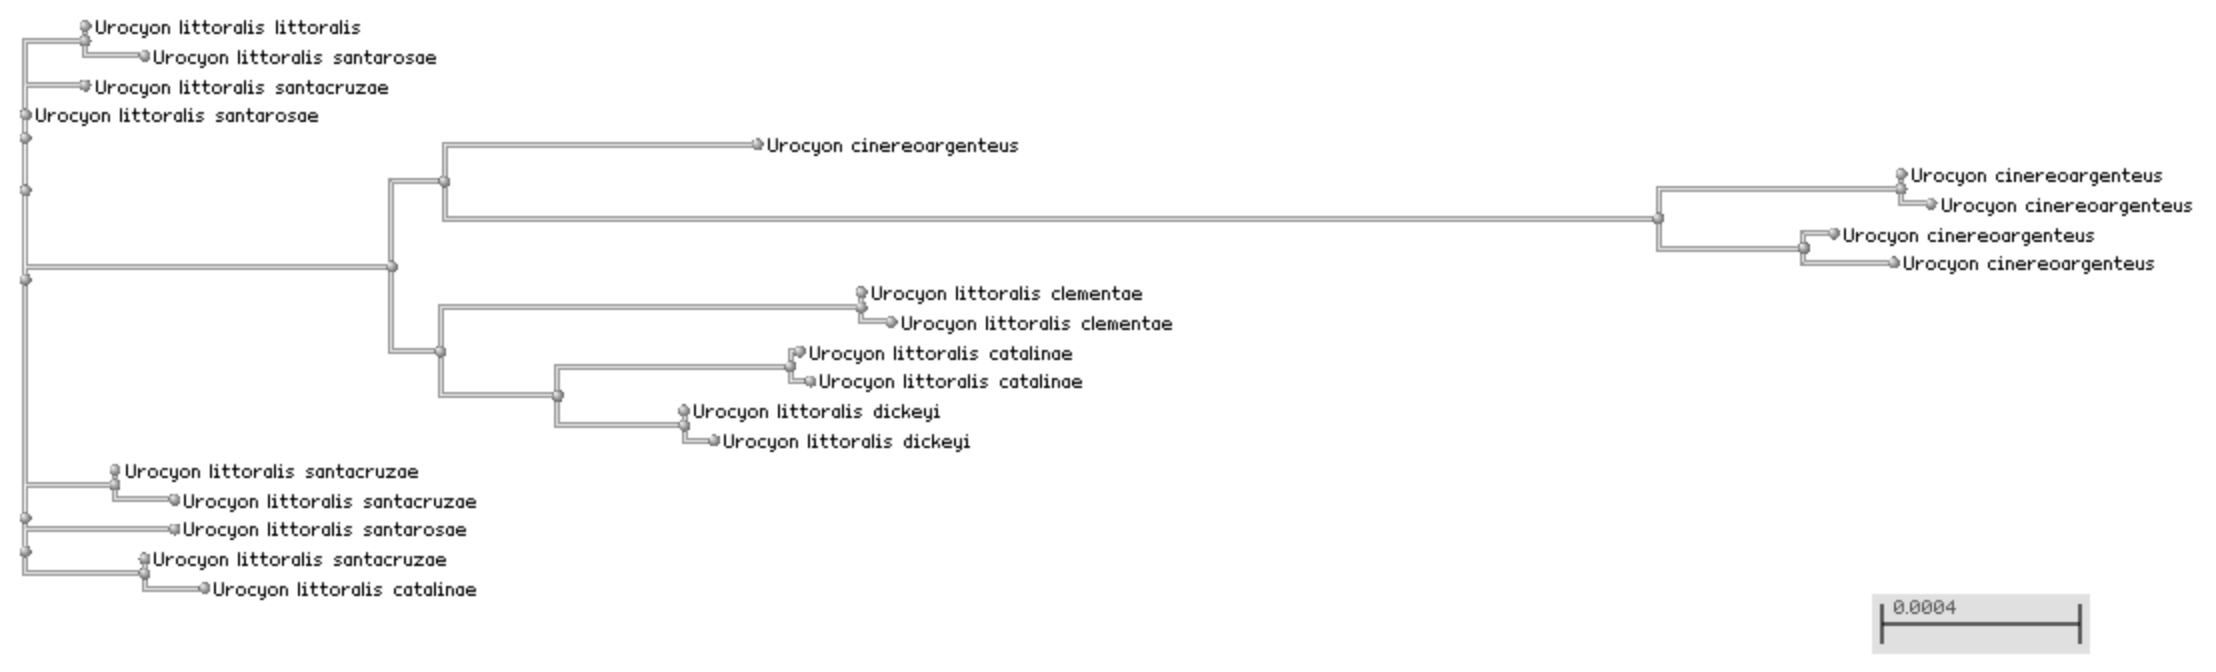 Urocyon littoralis littoralis
Urocyon littoralis santarosae
Urocyon littoralis santacruzae
Urocyon littoralis santarosae
Urocyon cinereoargenteus
Urocyon cinereoargenteus
Urocyon cinereoargenteus
Urocyon cinereoargenteus
Urocyon cinereoargenteus
Urocyon littoralis clementae
Urocyon littoralis clementae
Urocyon littoralis catalinae
Urocyon littoralis catalinae
Urocyon littoralis dickeyi
Urocyon littoralis dickeyi
Urocyon littoralis santacruzae
Urocyon littoralis santacruzae
Urocyon littoralis santarosae
Urocyon littoralis santacruzae
Urocyon littoralis catalinae
0.0004